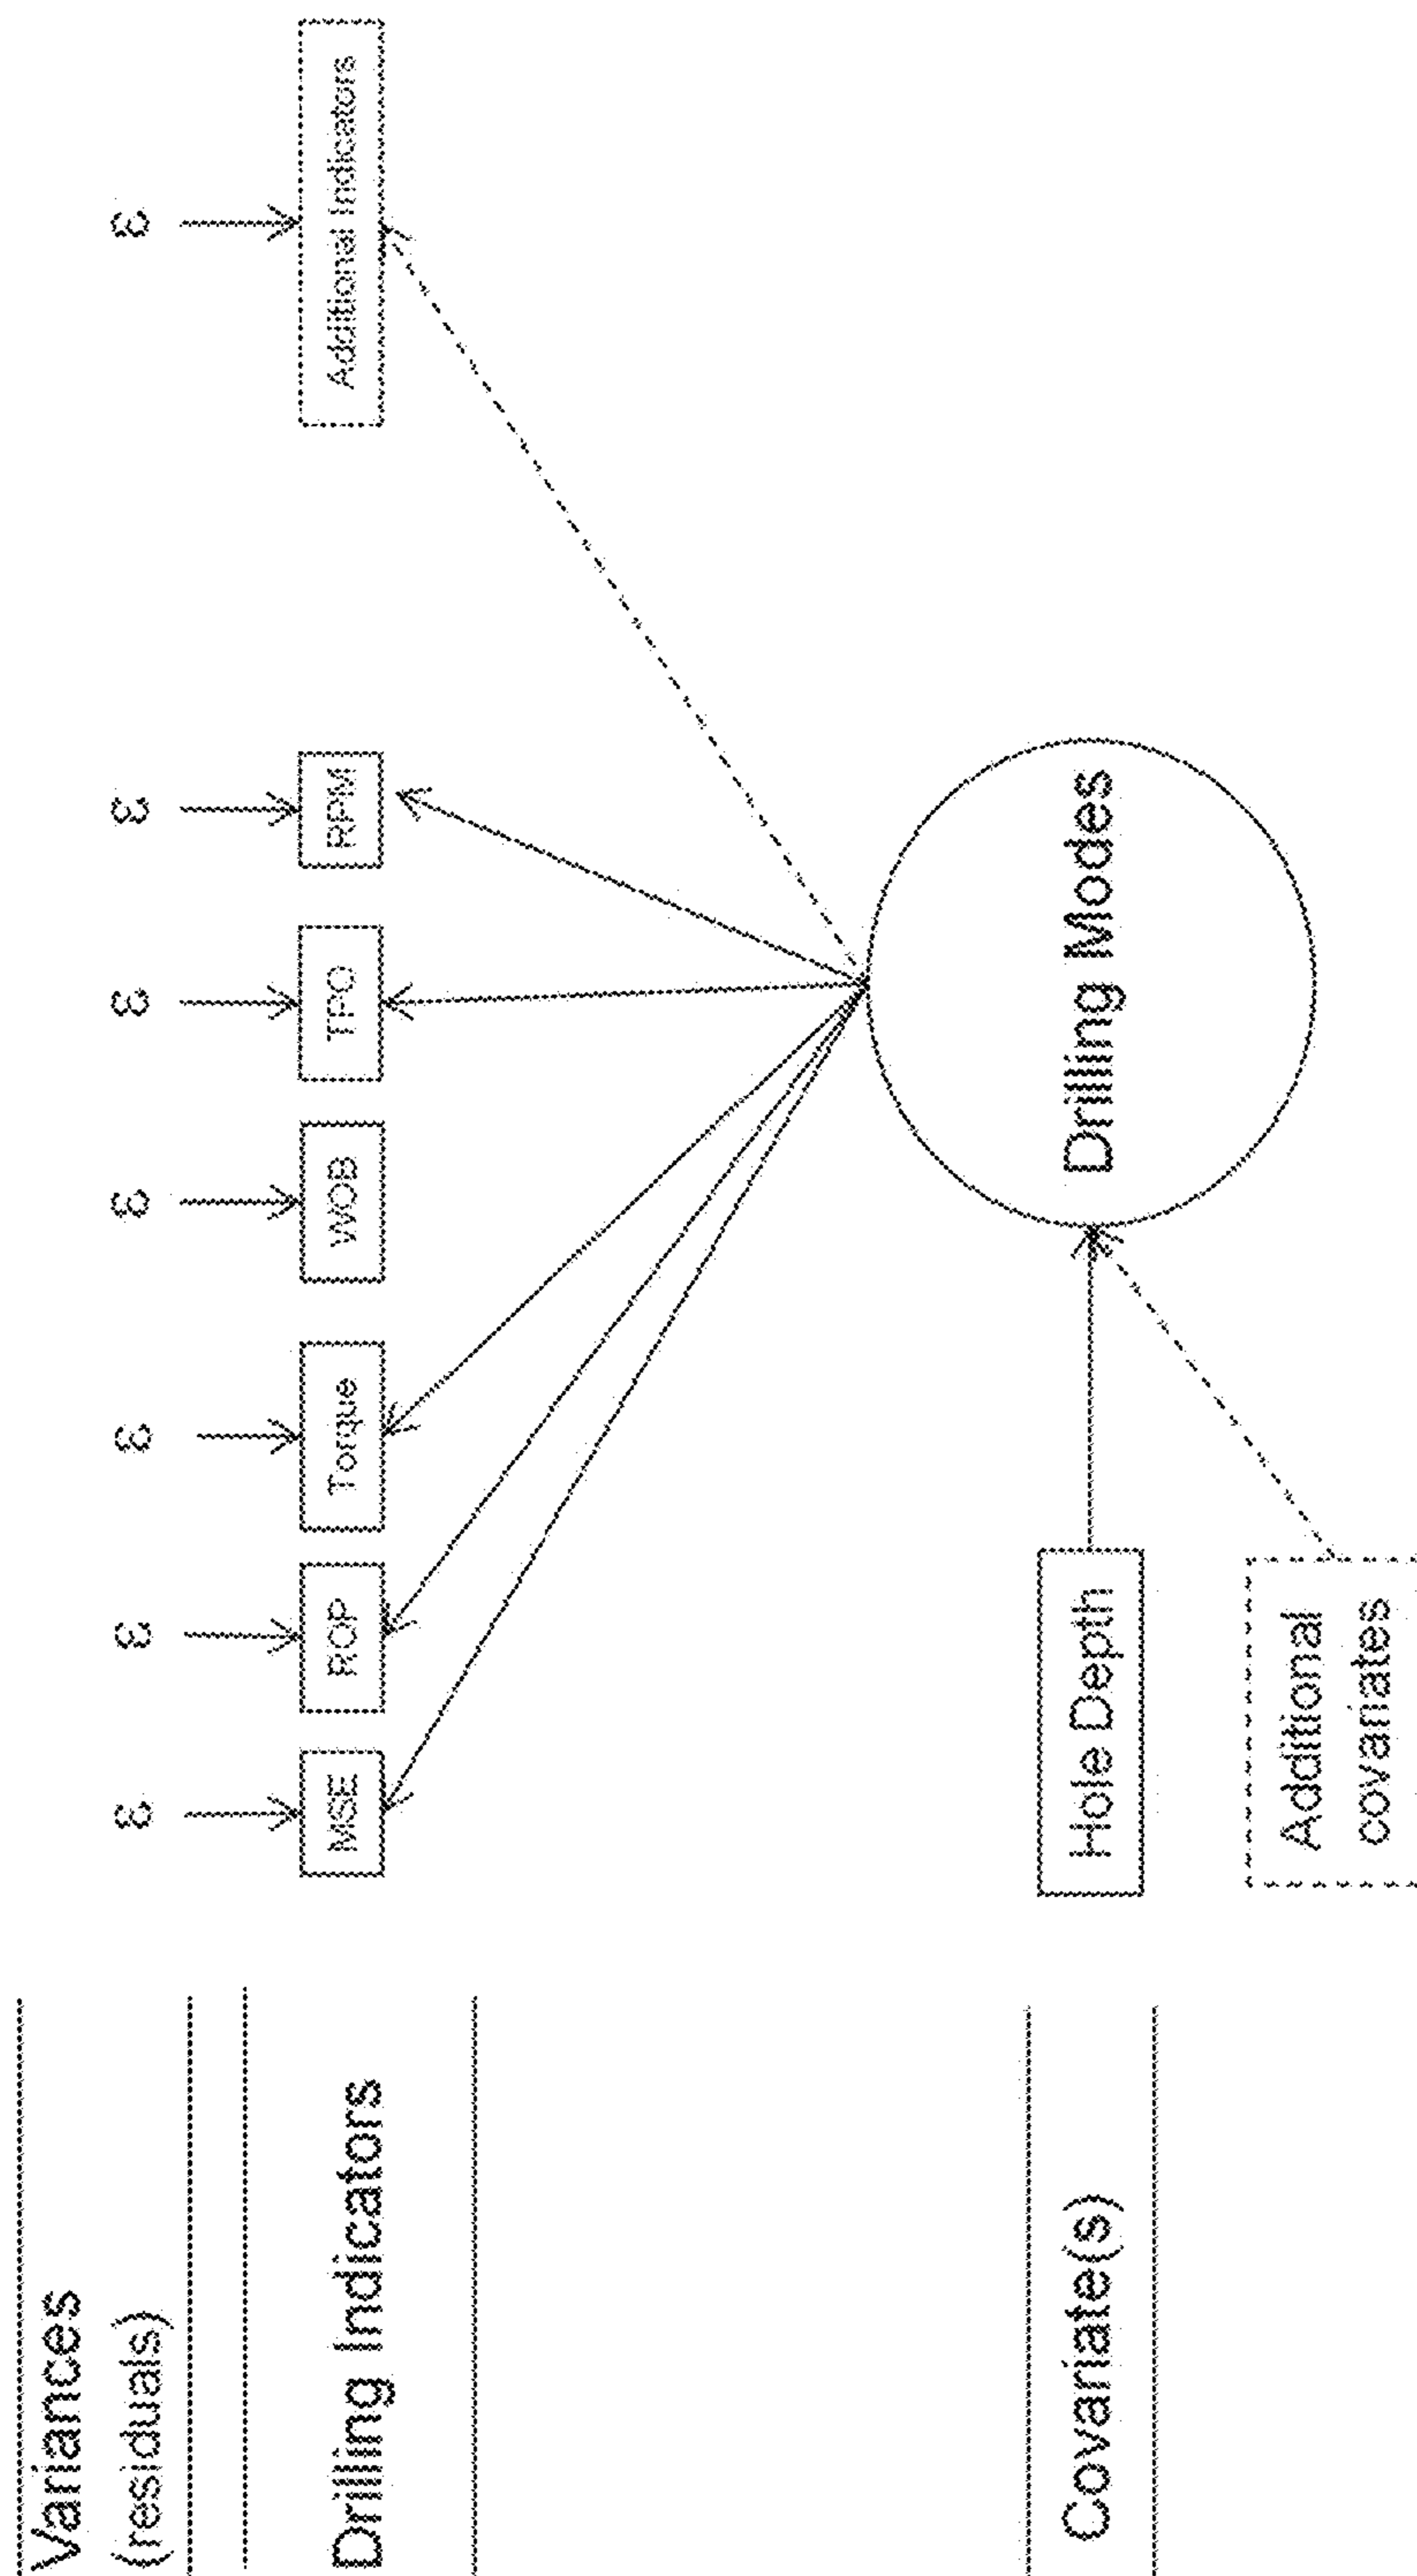 Variances
(residuals)
ε
ε
ε
ε
ε
ε
ε
Drilling Indicators
MSE
ROP
Torque
WOB
TPO
RPM
Additional Indicators
Covariate(s)
Hole Depth
Drilling Modes
Additional
covariates